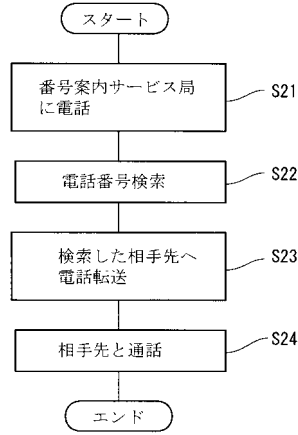 スタート
番号案内サービス局
に電話
S21
電話番号検索
S22
検索した相手先へ
電話転送
S23
相手先と通話
S24
エンド